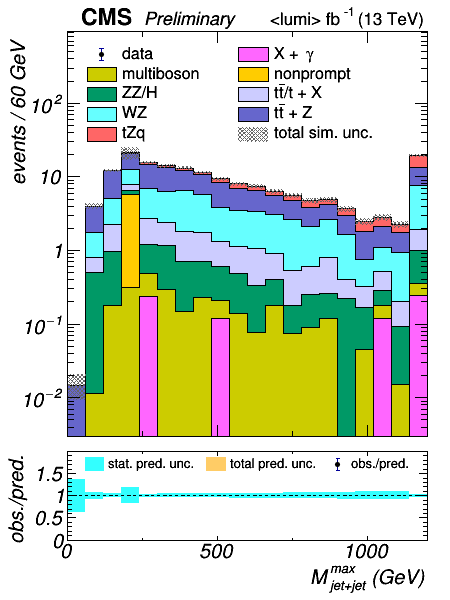 CMS Preliminary <lumi> fb⁻¹ (13 TeV)
events / 60 GeV
data
X + γ
multiboson
nonprompt
ZZ/H
tt̄/t + X
WZ
tt̄ + Z
tZq
total sim. unc.
10²
10
1
10⁻¹
10⁻²
obs./pred.
stat. pred. unc.
total pred. unc.
obs./pred.
1.5
1
0.5
0
0
500
1000
M^max_jet+jet (GeV)